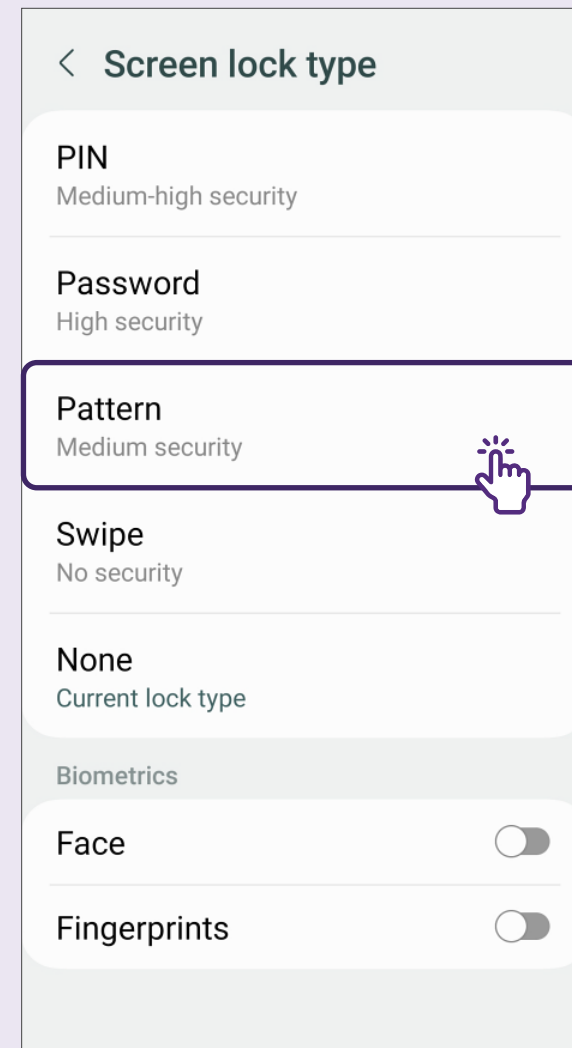 Screen lock type
PIN
Medium-high security
Password
High security
Pattern
Medium security
Swipe
No security
None
Current lock type
Biometrics
Face
Fingerprints